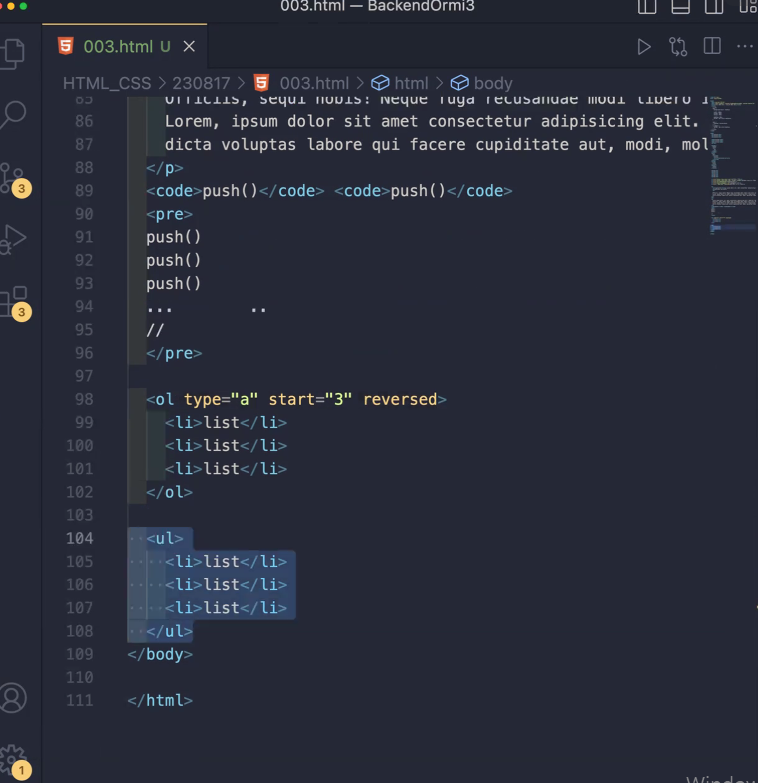 003.html — BackendOrmi3
003.html U ×
HTML_CSS > 230817 > 003.html > html > body
85 officiis, sequi nobis! Neque fuga recusandae modi libero
86 Lorem, ipsum dolor sit amet consectetur adipisicing elit.
87 dicta voluptas labore qui facere cupiditate aut, modi, mol
88 </p>
89 <code>push()</code> <code>push()</code>
90 <pre>
91 push()
92 push()
93 push()
94 ...        ..
95 //
96 </pre>
97
98 <ol type="a" start="3" reversed>
99 <li>list</li>
100 <li>list</li>
101 <li>list</li>
102 </ol>
103
104 <ul>
105 <li>list</li>
106 <li>list</li>
107 <li>list</li>
108 </ul>
109 </body>
110
111 </html>
3
3
1
Window